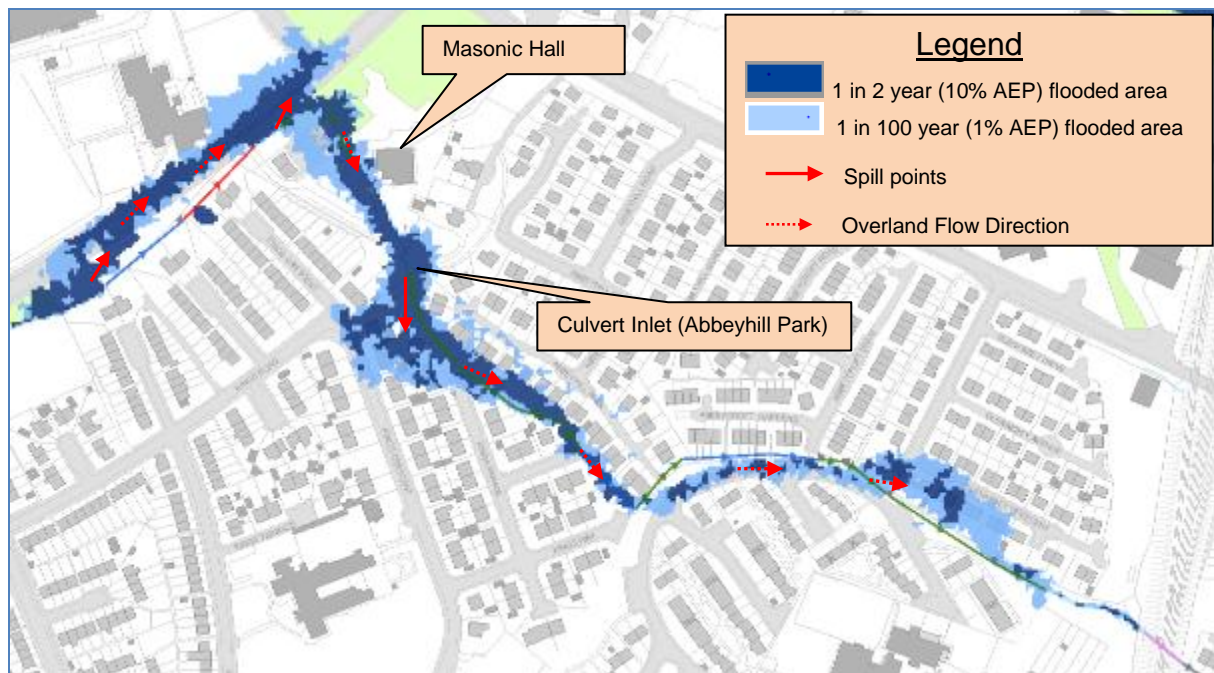 Masonic Hall
Legend
1 in 2 year (10% AEP) flooded area
1 in 100 year (1% AEP) flooded area
Spill points
Overland Flow Direction
Culvert Inlet (Abbeyhill Park)